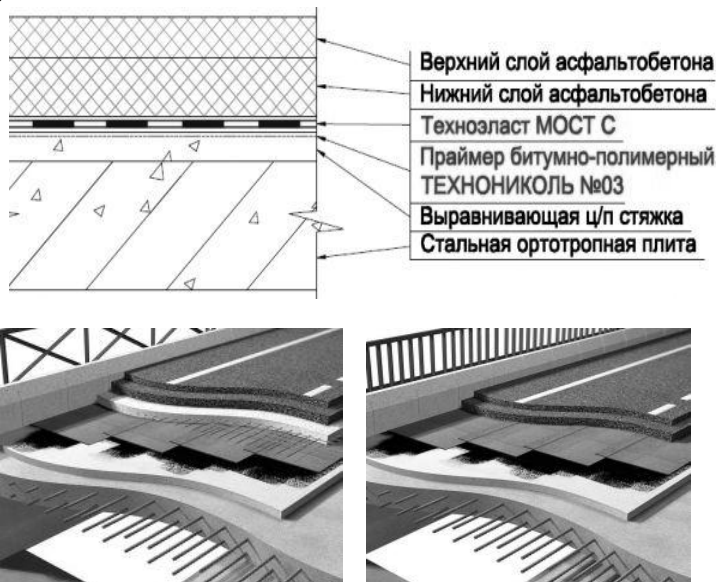 Верхний слой асфальтобетона
Нижний слой асфальтобетона
Техноэласт МОСТ С
Праймер битумно-полимерный
ТЕХНОНИКОЛЬ №03
Выравнивающая ц/п стяжка
Стальная ортотропная плита